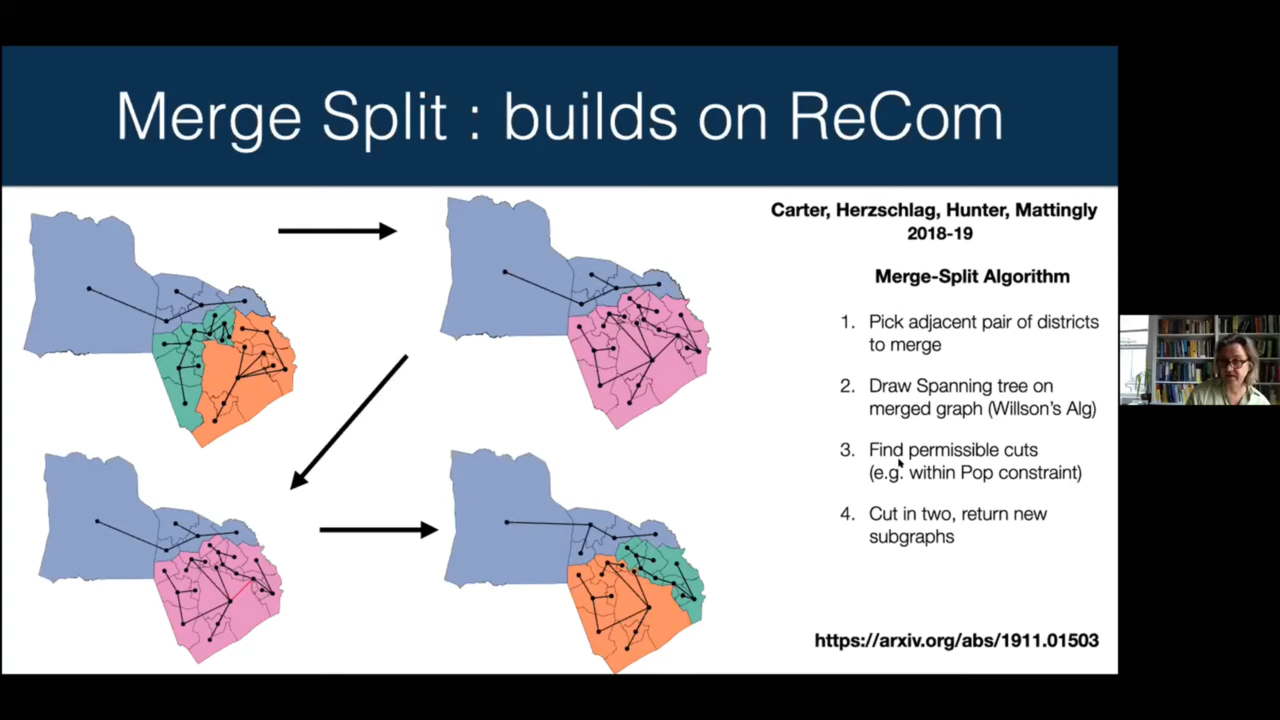 Merge Split : builds on ReCom
Carter, Herzschlag, Hunter, Mattingly
2018-19
Merge-Split Algorithm
1. Pick adjacent pair of districts
to merge
2. Draw Spanning tree on
merged graph (Willson's Alg)
3. Find permissible cuts
(e.g. within Pop constraint)
4. Cut in two, return new
subgraphs
https://arxiv.org/abs/1911.01503